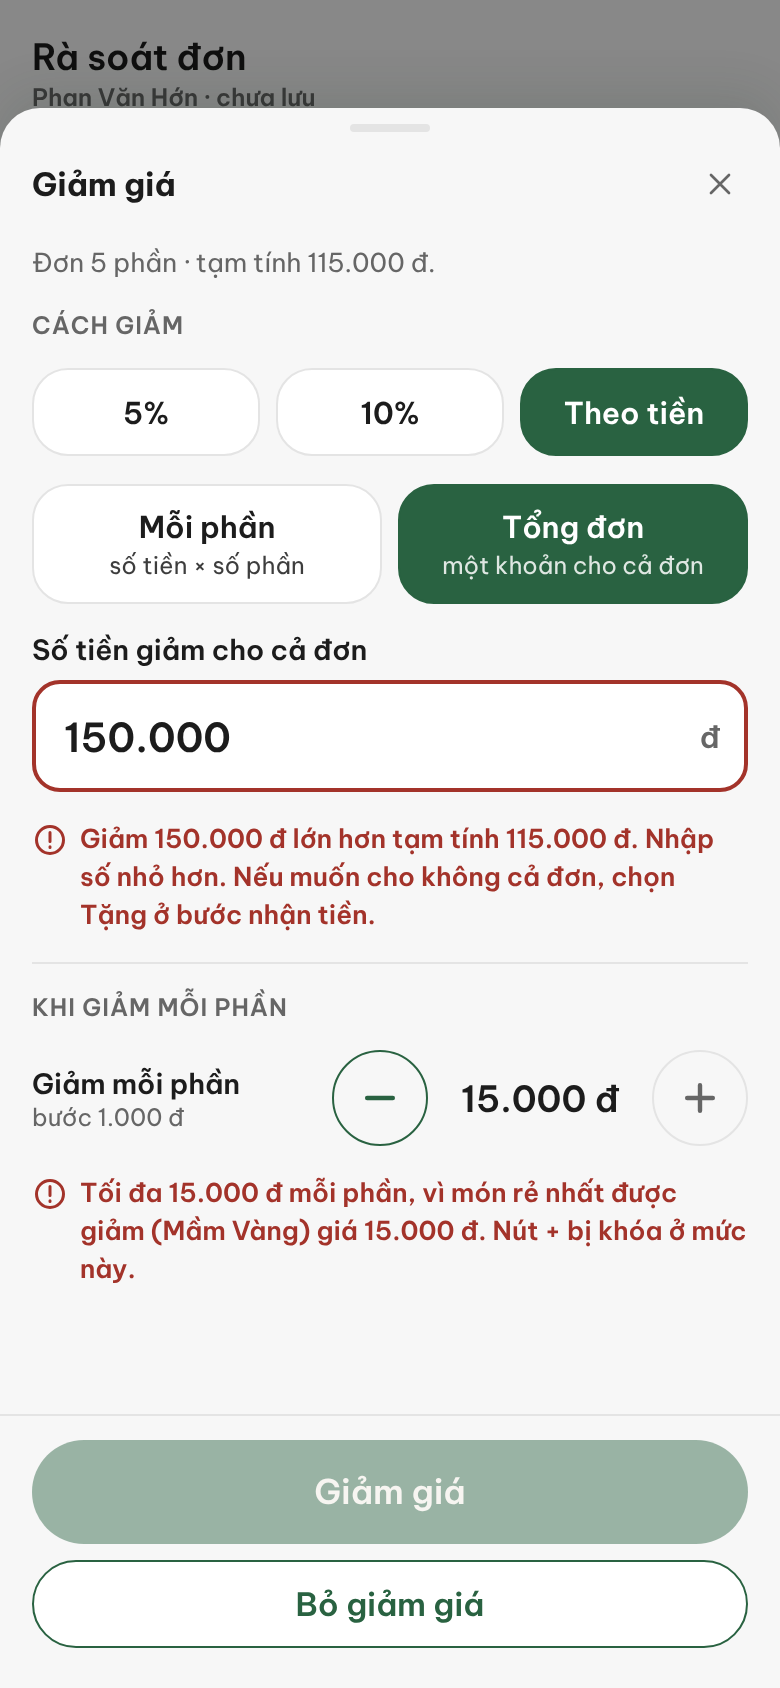 Rà soát đơn
Phan Văn Hớn · chưa lưu
Giảm giá
Đơn 5 phần · tạm tính 115.000 đ.
CÁCH GIẢM
5%
10%
Theo tiền
Mỗi phần
số tiền × số phần
Tổng đơn
một khoản cho cả đơn
Số tiền giảm cho cả đơn
150.000 đ
Giảm 150.000 đ lớn hơn tạm tính 115.000 đ. Nhập
số nhỏ hơn. Nếu muốn cho không cả đơn, chọn
Tặng ở bước nhận tiền.
KHI GIẢM MỖI PHẦN
Giảm mỗi phần
bước 1.000 đ
15.000 đ
Tối đa 15.000 đ mỗi phần, vì món rẻ nhất được
giảm (Mầm Vàng) giá 15.000 đ. Nút + bị khóa ở mức
này.
Giảm giá
Bỏ giảm giá